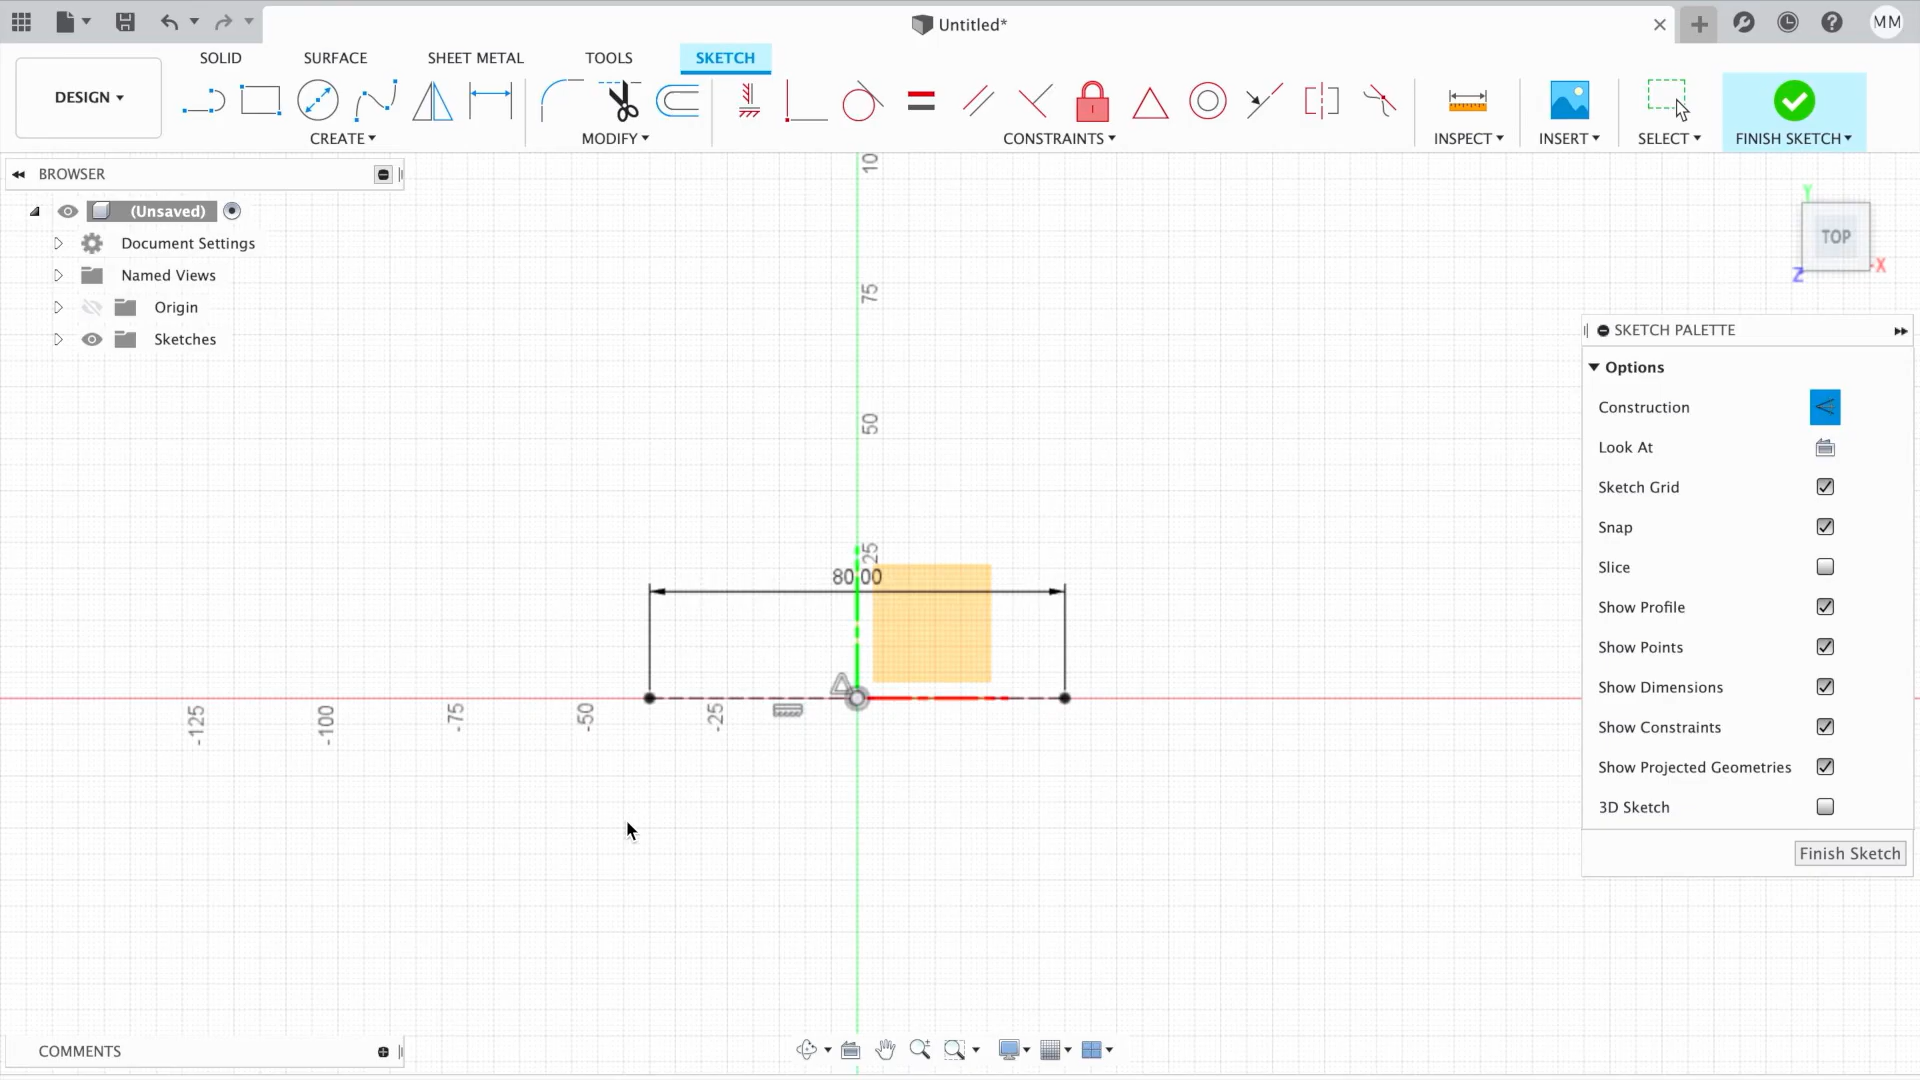 Untitled*
MM
SOLID
SURFACE
SHEET METAL
TOOLS
SKETCH
DESIGN
CREATE
MODIFY
CONSTRAINTS
INSPECT
INSERT
SELECT
FINISH SKETCH
BROWSER
(Unsaved)
Document Settings
Named Views
Origin
Sketches
10
75
50
25
80.00
-125
-100
-75
-50
-25
Y
TOP
Z
X
SKETCH PALETTE
Options
Construction
Look At
Sketch Grid
Snap
Slice
Show Profile
Show Points
Show Dimensions
Show Constraints
Show Projected Geometries
3D Sketch
Finish Sketch
COMMENTS